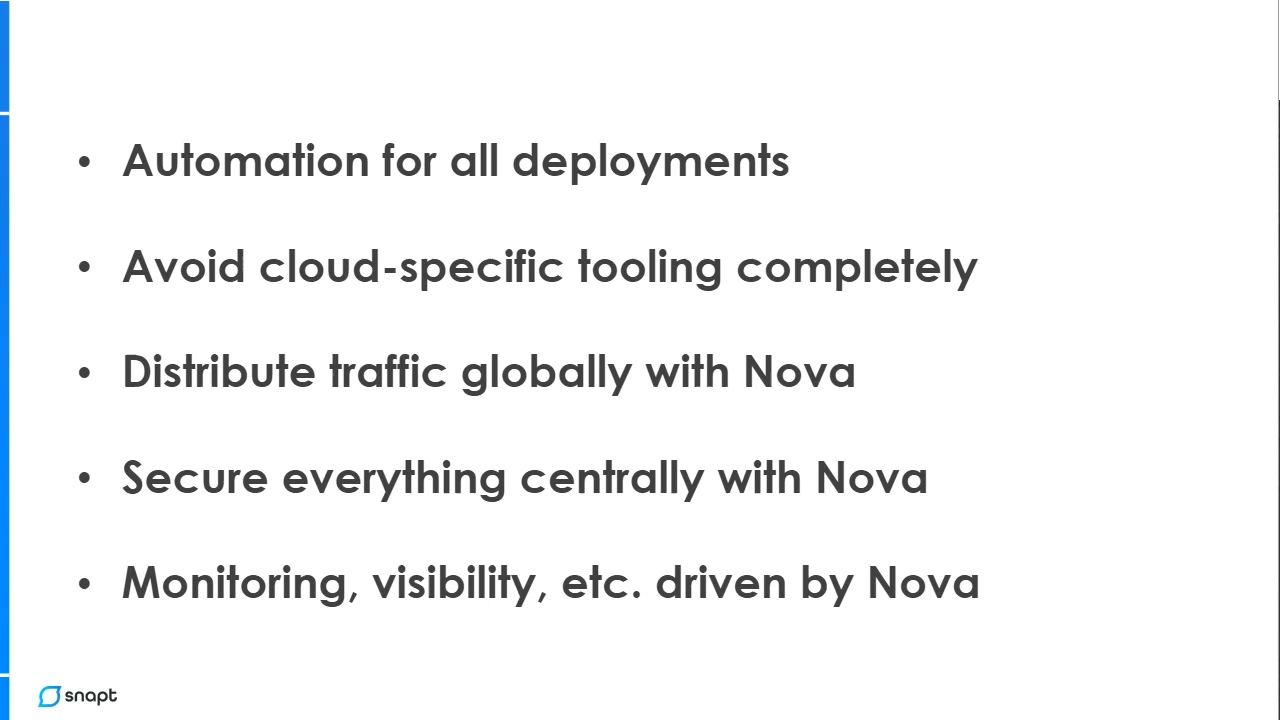 • Automation for all deployments
• Avoid cloud-specific tooling completely
• Distribute traffic globally with Nova
• Secure everything centrally with Nova
• Monitoring, visibility, etc. driven by Nova
snapt